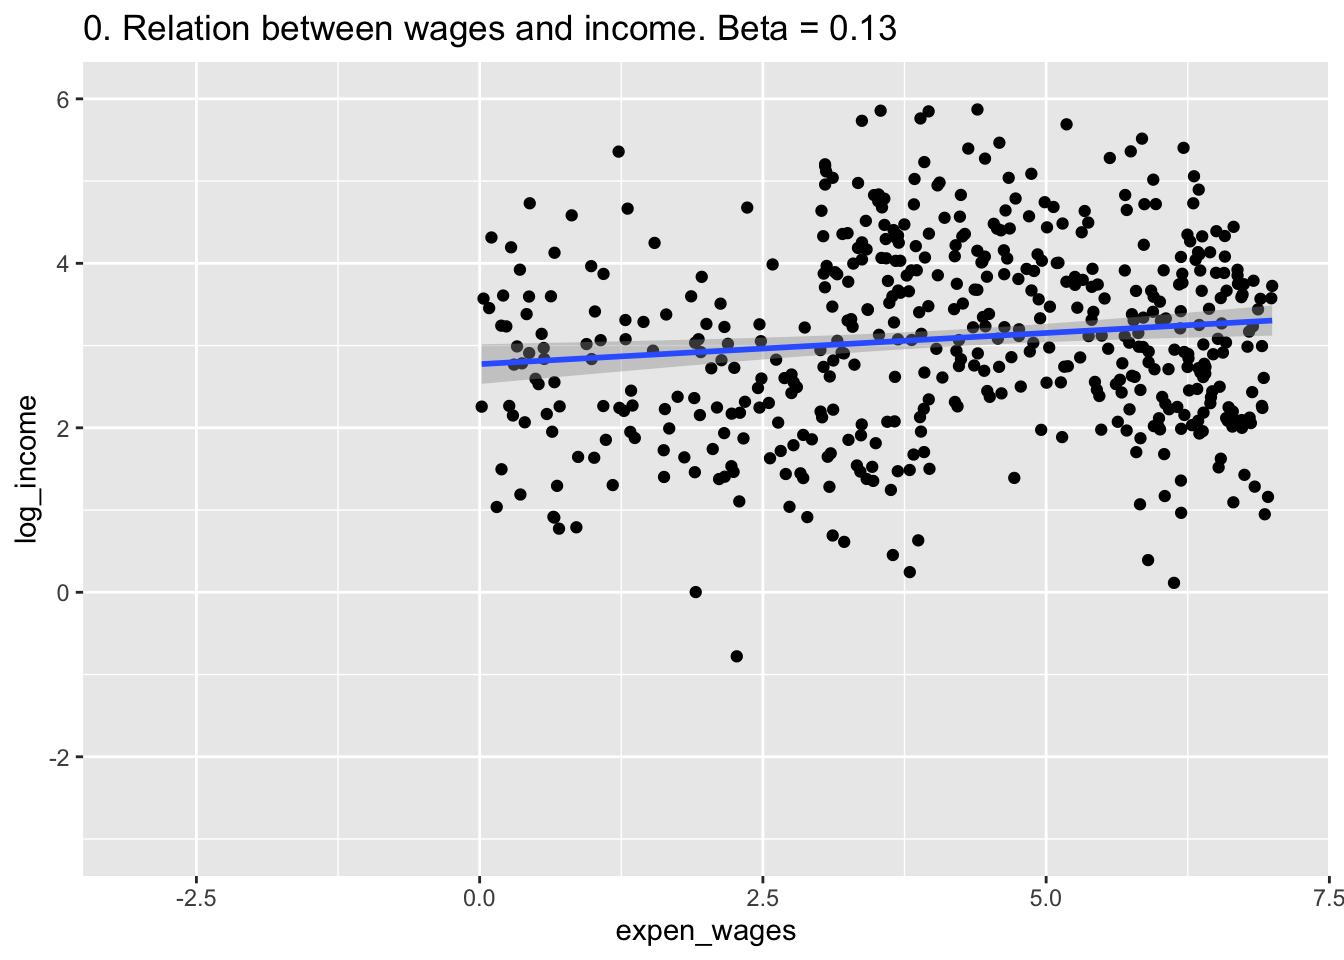 0. Relation between wages and income. Beta = 0.13
6
4
2
0
-2
log_income
-2.5 0.0 2.5 5.0 7.5
expen_wages